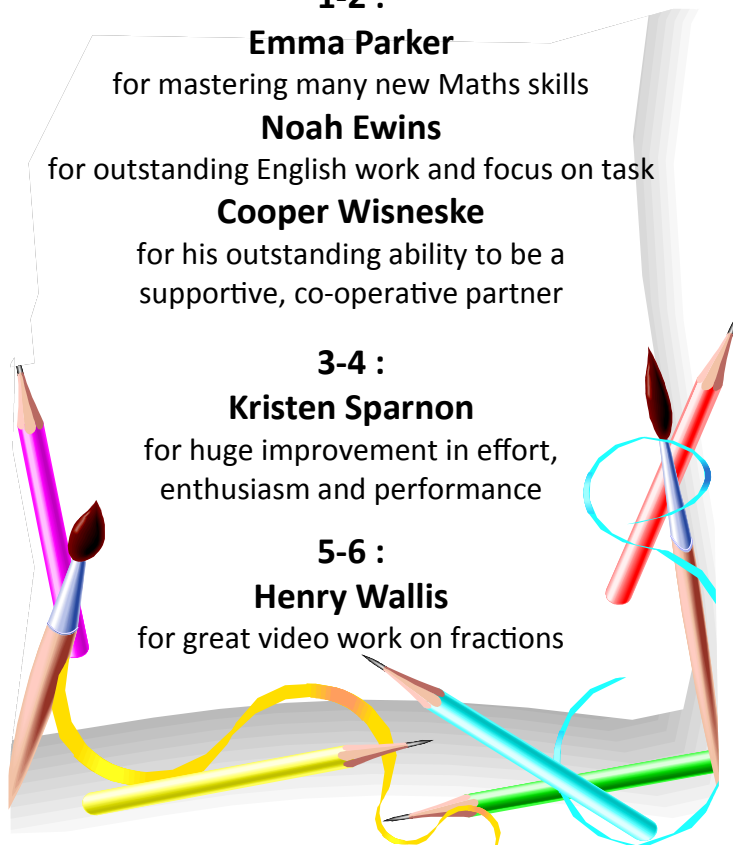 1-2 :
Emma Parker
for mastering many new Maths skills
Noah Ewins
for outstanding English work and focus on task
Cooper Wisneske
for his outstanding ability to be a
supportive, co-operative partner
3-4 :
Kristen Sparnon
for huge improvement in effort,
enthusiasm and performance
5-6 :
Henry Wallis
for great video work on fractions